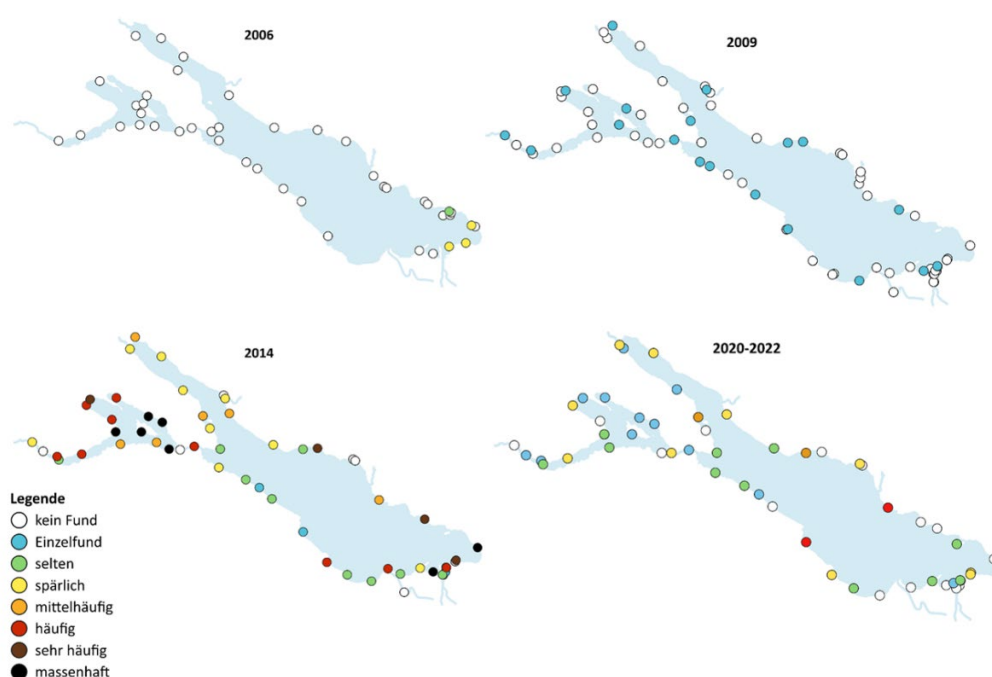 2006
2009
2014
2020-2022
Legende
kein Fund
Einzelfund
selten
spärlich
mittelhäufig
häufig
sehr häufig
massenhaft